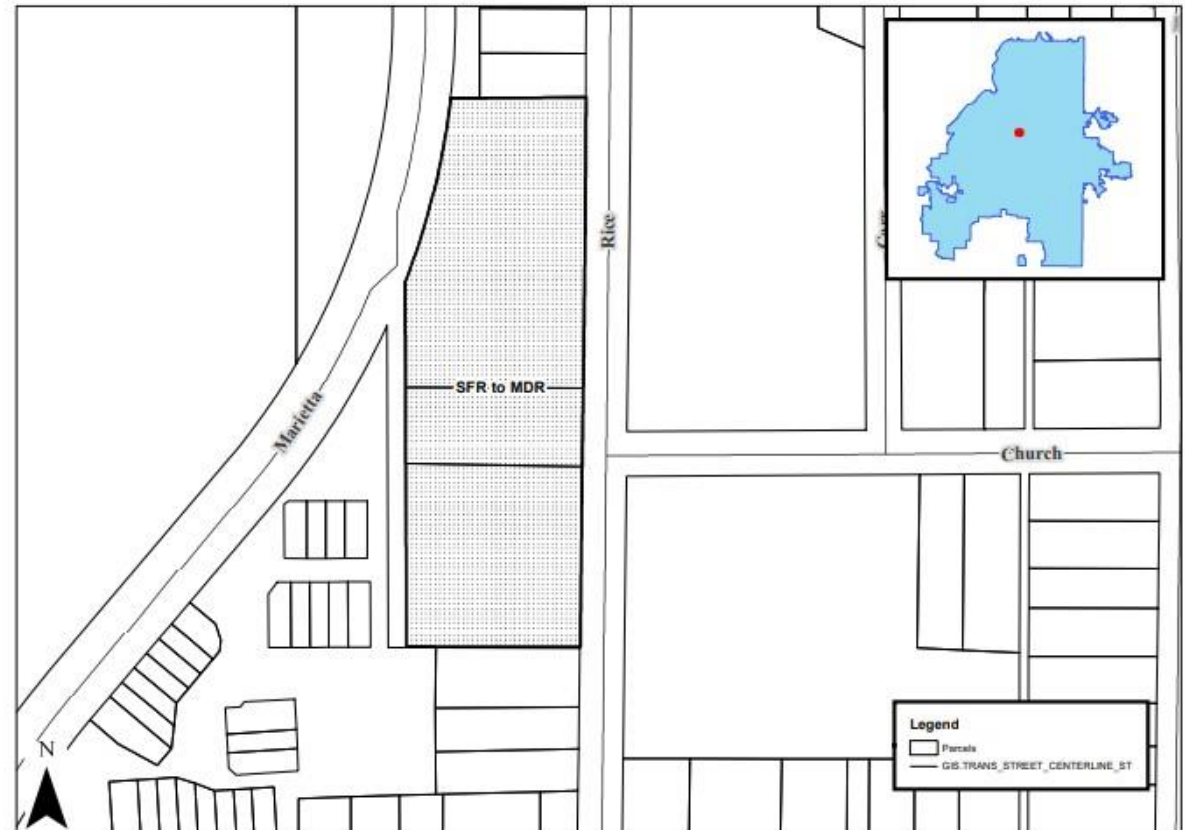 Rice
SFR to MDR
Marietta
Church
N
Legend
Parcels
GIS.TRANS_STREET_CENTERLINE_ST